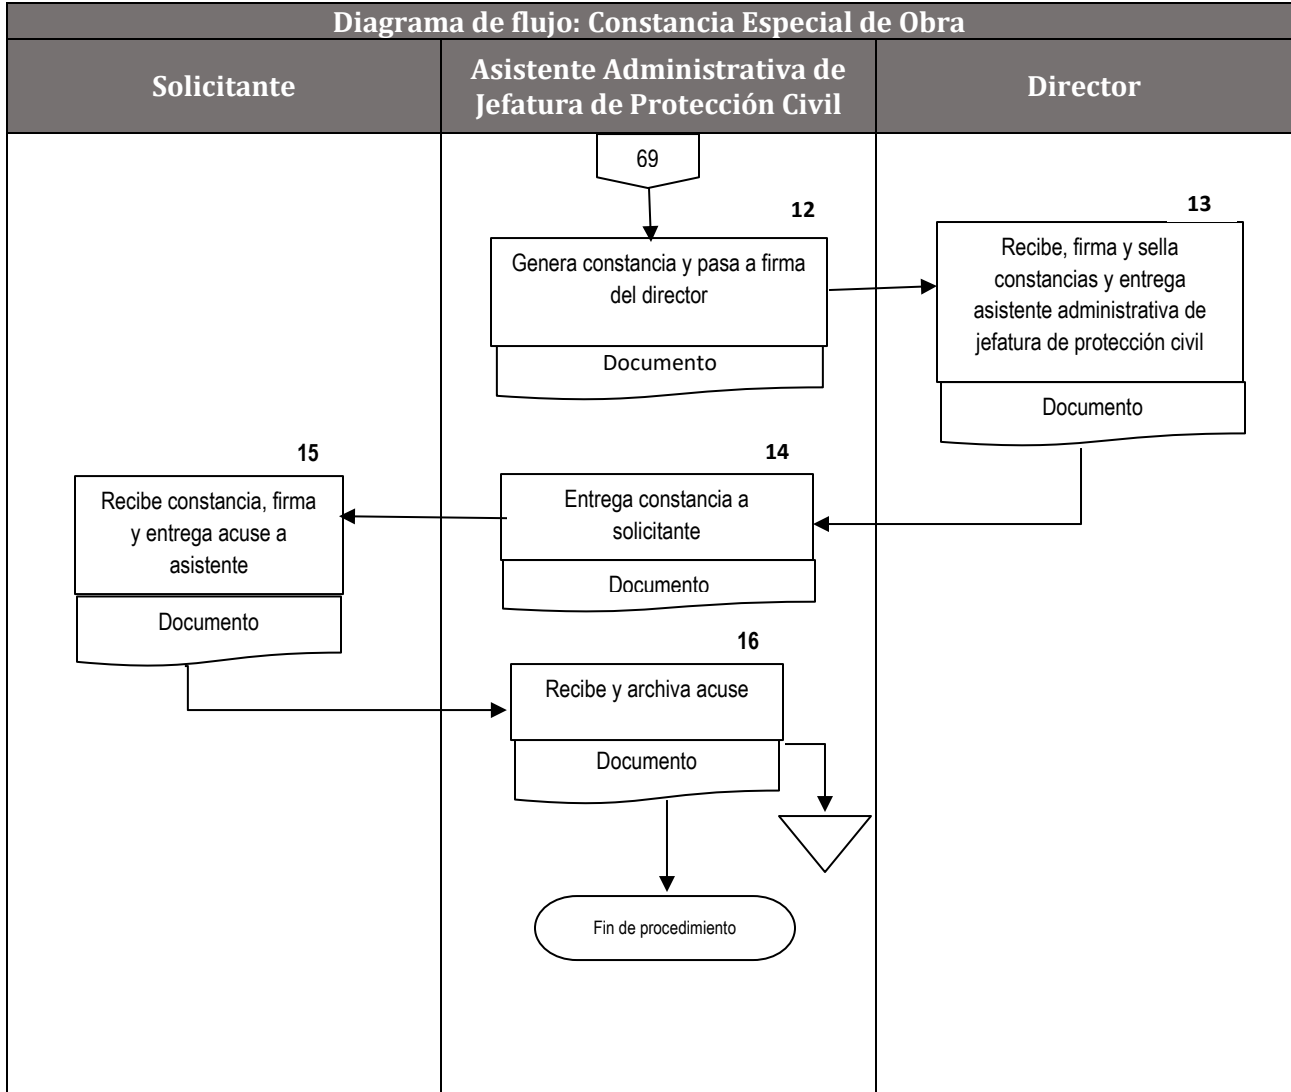 Diagrama de flujo: Constancia Especial de Obra
Solicitante
Asistente Administrativa de
Jefatura de Protección Civil
Director
69
12
Genera constancia y pasa a firma
del director
Documento
13
Recibe, firma y sella
constancias y entrega
asistente administrativa de
jefatura de protección civil
Documento
14
Entrega constancia a
solicitante
Documento
15
Recibe constancia, firma
y entrega acuse a
asistente
Documento
16
Recibe y archiva acuse
Documento
Fin de procedimiento